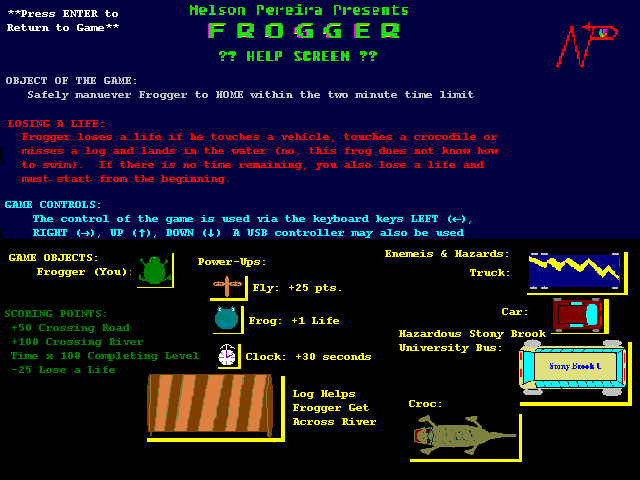 **Press ENTER to
Return to Game**
Nelson Pereira Presents
FROGGER
?? HELP SCREEN ??
NP
OBJECT OF THE GAME:
Safely manuever Frogger to HOME within the two minute time limit
LOSING A LIFE:
Frogger loses a life if he touches a vehicle, touches a crocodile or
misses a log and lands in the water (no, this frog does not know how
to swim). If there is no time remaining, you also lose a life and
must start from the beginning.
GAME CONTROLS:
The control of the game is used via the keyboard keys LEFT (←),
RIGHT (→), UP (↑), DOWN (↓) A USB controller may also be used
GAME OBJECTS:
Frogger (You):
SCORING POINTS:
+50 Crossing Road
+100 Crossing River
Time x 100 Completing Level
-25 Lose a Life
Power-Ups:
Fly: +25 pts.
Frog: +1 Life
Clock: +30 seconds
Log Helps
Frogger Get
Across River
Enemeis & Hazards:
Truck:
Car:
Hazardous Stony Brook
University Bus:
Stony Brook U.
Croc: